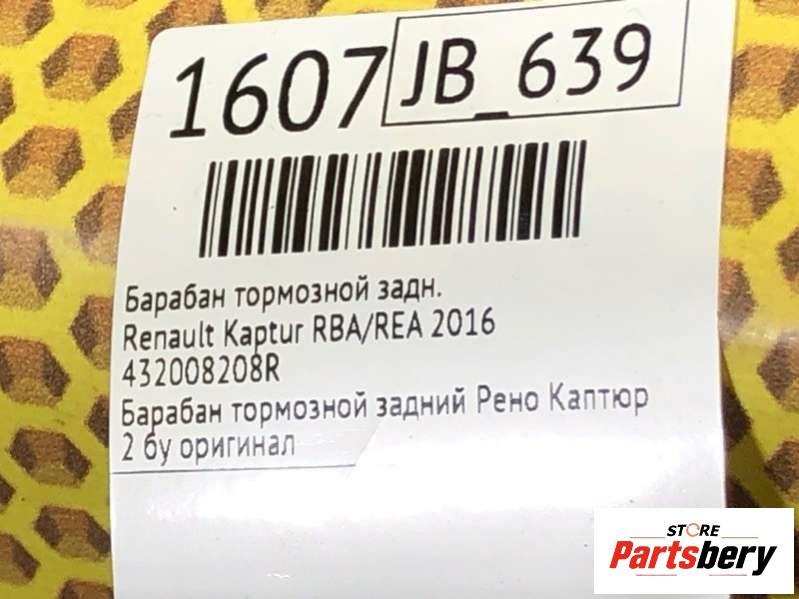 1607 JB_639
Барабан тормозной задн.
Renault Kaptur RBA/REA 2016
432008208R
Барабан тормозной задний Рено Каптюр
2 бу оригинал
STORE
Partsbery